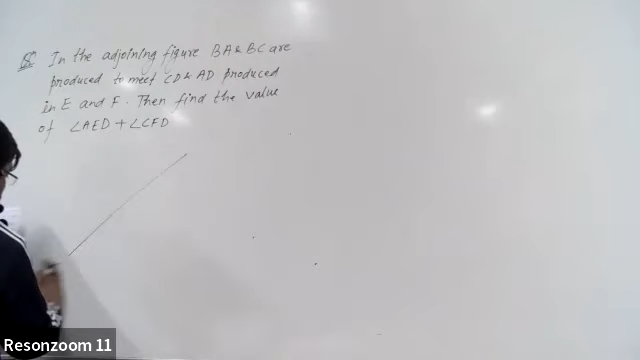 Q. In the adjoining figure BA & BC are
produced to meet CD & AD produced
in E and F. Then find the value
of ∠AED + ∠CFD
Resonzoom 11